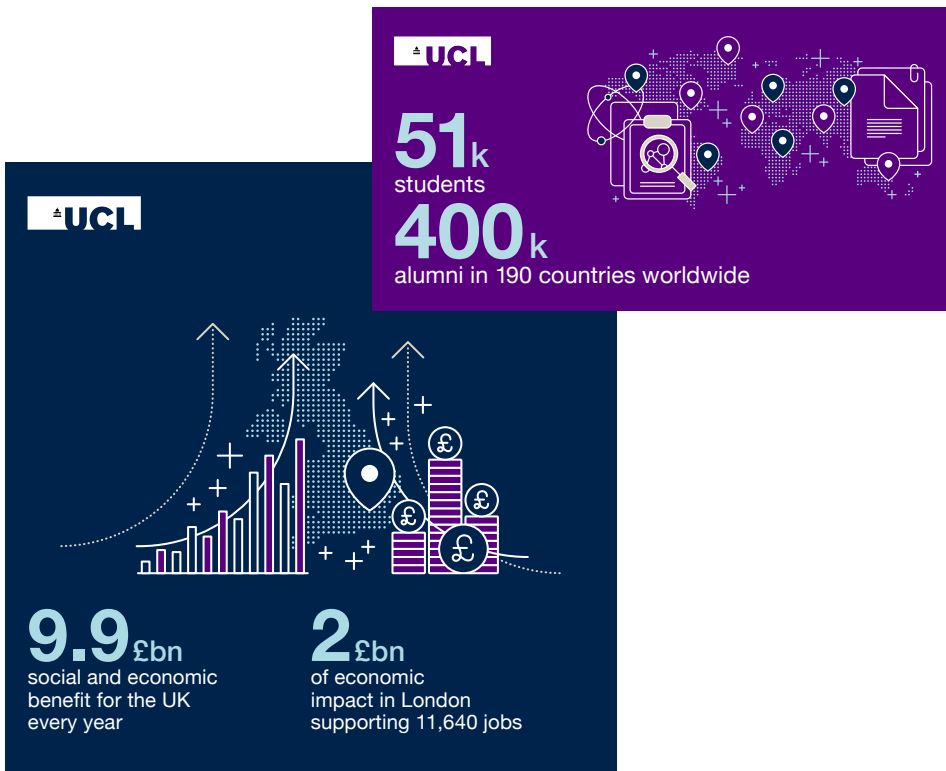 UCL
51k
students
400k
alumni in 190 countries worldwide
UCL
£
£
£
£
9.9£bn
social and economic
benefit for the UK
every year
2£bn
of economic
impact in London
supporting 11,640 jobs